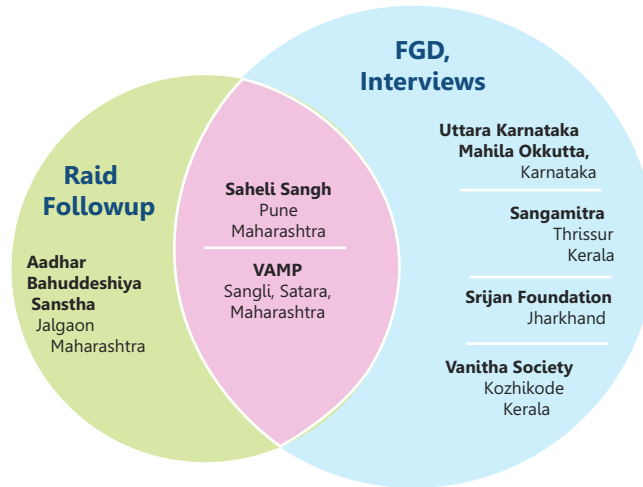 Raid
Followup
Aadhar
Bahuddeshiya
Sanstha
Jalgaon
Maharashtra
Saheli Sangh
Pune
Maharashtra
VAMP
Sangli, Satara,
Maharashtra
FGD,
Interviews
Uttara Karnataka
Mahila Okkutta,
Karnataka
Sangamitra
Thrissur
Kerala
Srijan Foundation
Jharkhand
Vanitha Society
Kozhikode
Kerala